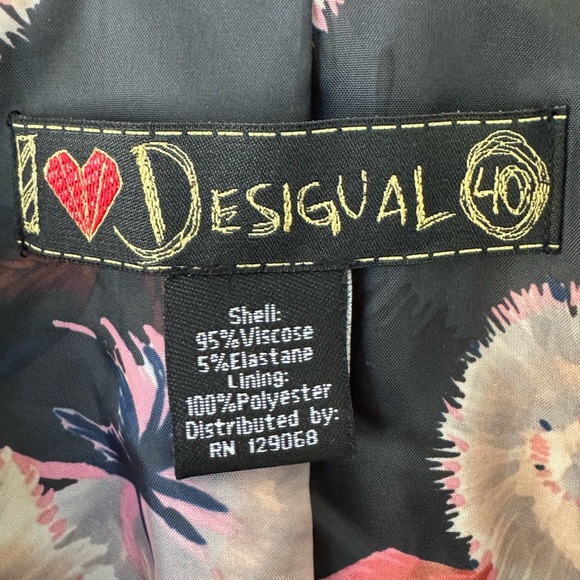 I ♥ DESIGUAL 40
Shell:
95%Viscose
5%Elastane
Lining:
100%Polyester
Distributed by:
RN 129068